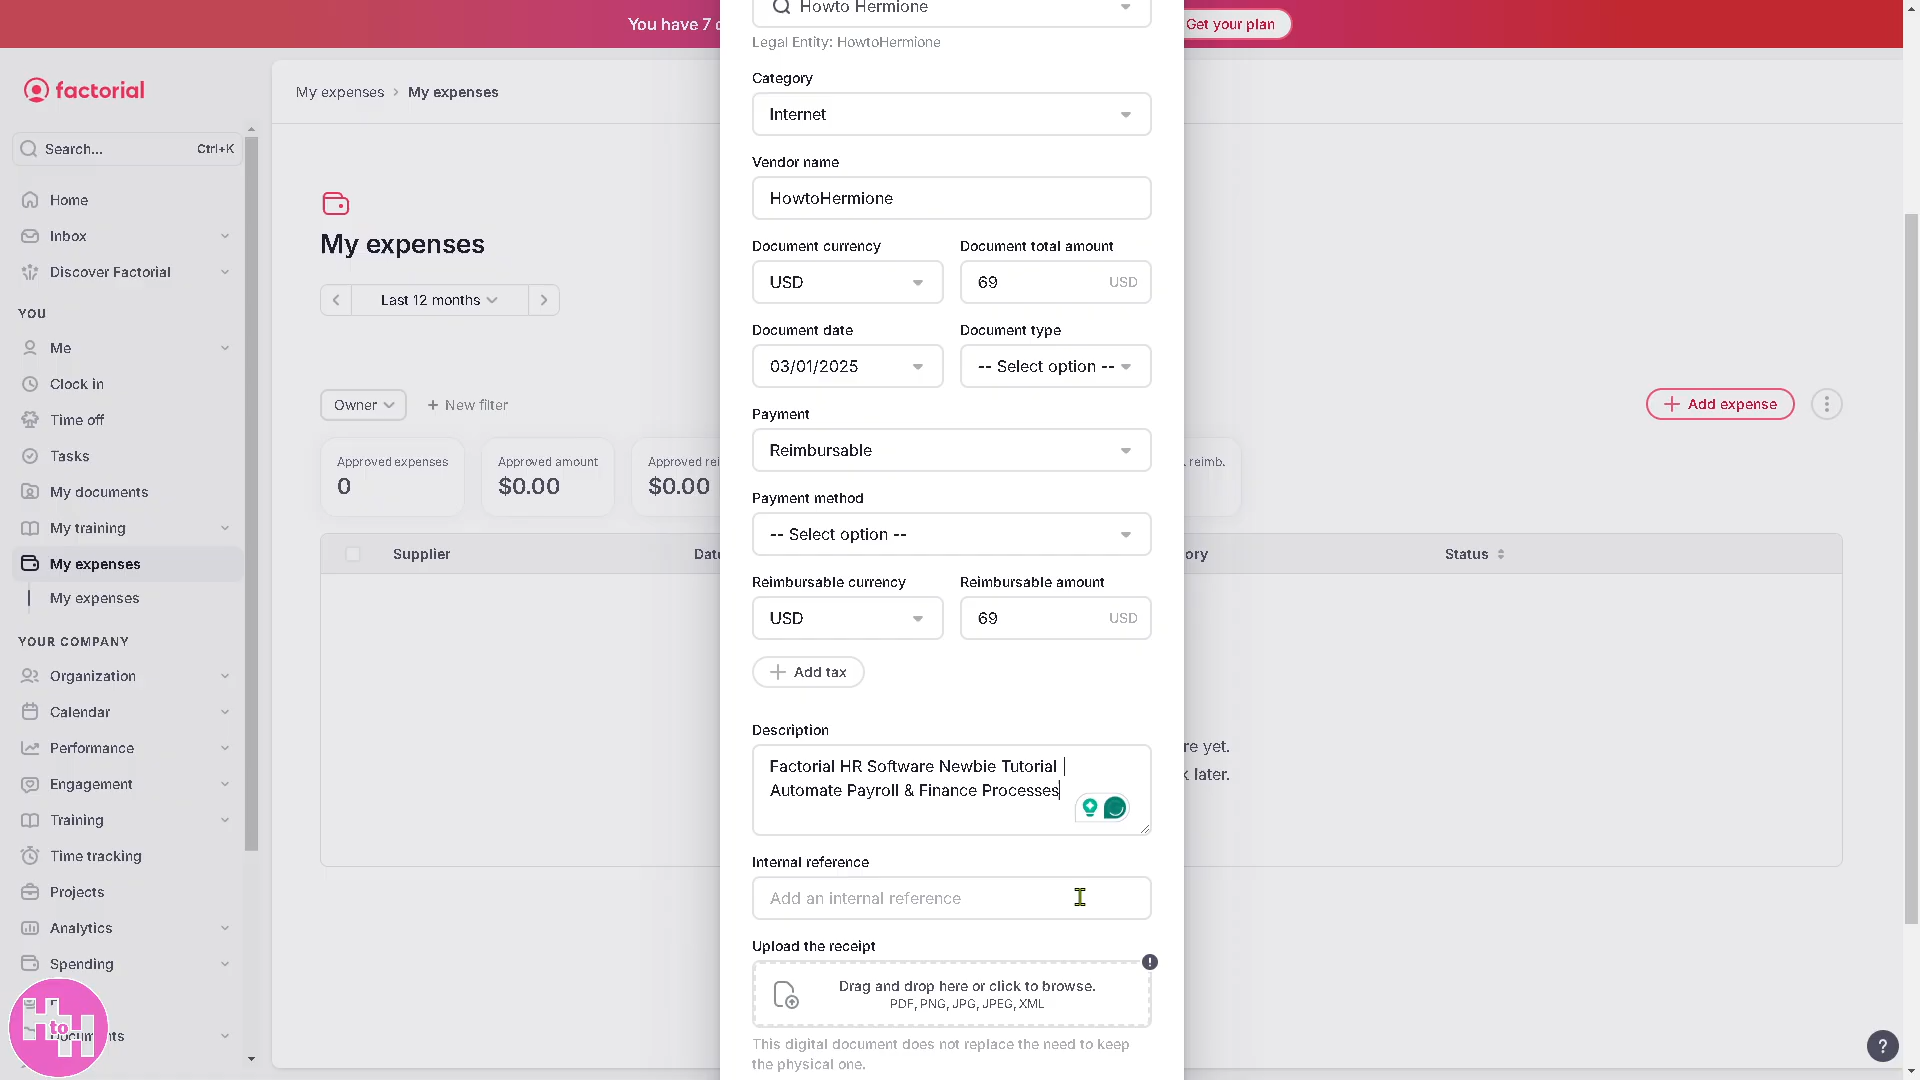 You have 7
Get your plan
factorial
Search...
Ctrl+K
Home
Inbox
Discover Factorial
YOU
Me
Clock in
Time off
Tasks
My documents
My training
My expenses
My expenses
YOUR COMPANY
Organization
Calendar
Performance
Engagement
Training
Time tracking
Projects
Analytics
Spending
H to H
My expenses
My expenses
My expenses
Last 12 months
Owner
New filter
Add expense
Approved expenses
0
Approved amount
$0.00
Approved rei
$0.00
reimb.
Supplier
Status
re yet.
later.
Howto Hermione
Legal Entity: HowtoHermione
Category
Internet
Vendor name
HowtoHermione
Document currency
Document total amount
USD
69
USD
Document date
Document type
03/01/2025
-- Select option --
Payment
Reimbursable
Payment method
-- Select option --
Reimbursable currency
Reimbursable amount
USD
69
USD
Add tax
Description
Factorial HR Software Newbie Tutorial |
Automate Payroll & Finance Processes
Internal reference
Add an internal reference
Upload the receipt
Drag and drop here or click to browse.
PDF, PNG, JPG, JPEG, XML
This digital document does not replace the need to keep
the physical one.